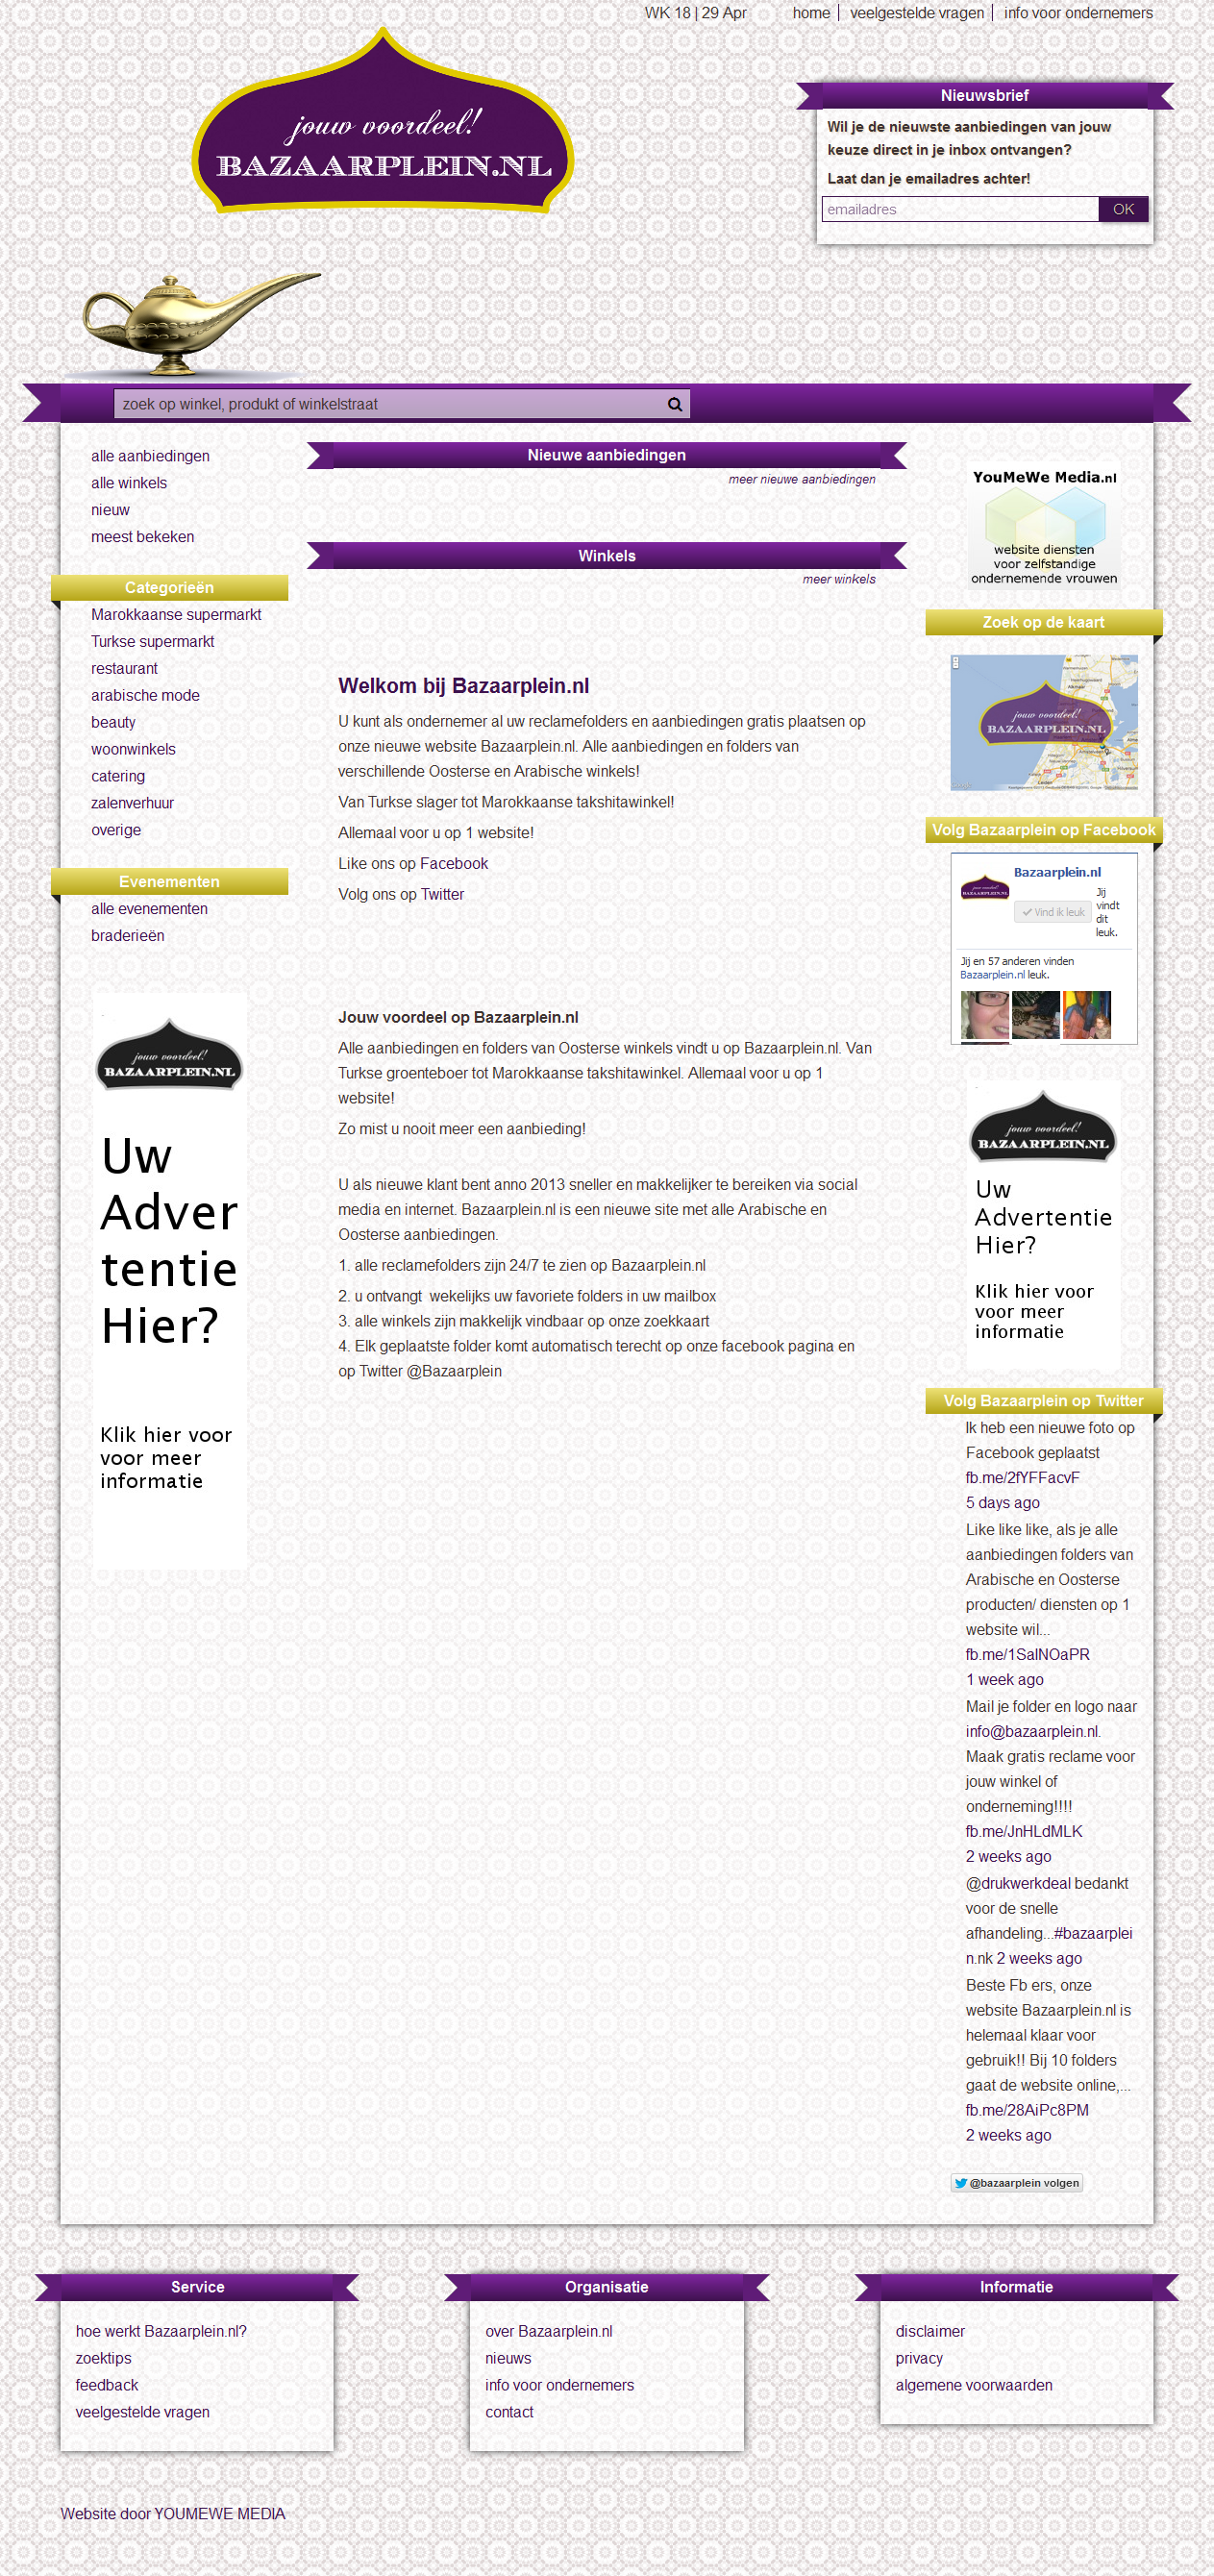 WK 18 | 29 Apr
home
veelgestelde vragen
info voor ondernemers
jouw voordeel!
BAZAARPLEIN.NL
Nieuwsbrief
Wil je de nieuwste aanbiedingen van jouw
keuze direct in je inbox ontvangen?
Laat dan je emailadres achter!
emailadres
OK
zoek op winkel, produkt of winkelstraat
alle aanbiedingen
alle winkels
nieuw
meest bekeken
Categorieën
Marokkaanse supermarkt
Turkse supermarkt
restaurant
arabische mode
beauty
woonwinkels
catering
zalenverhuur
overige
Evenementen
alle evenementen
braderieën
jouw voordeel!
BAZAARPLEIN.NL
Uw
Adver
tentie
Hier?
Klik hier voor
voor meer
informatie
Nieuwe aanbiedingen
meer nieuwe aanbiedingen
Winkels
meer winkels
Welkom bij Bazaarplein.nl
U kunt als ondernemer al uw reclamefolders en aanbiedingen gratis plaatsen op
onze nieuwe website Bazaarplein.nl. Alle aanbiedingen en folders van
verschillende Oosterse en Arabische winkels!
Van Turkse slager tot Marokkaanse takshitawinkel!
Allemaal voor u op 1 website!
Like ons op Facebook
Volg ons op Twitter
Jouw voordeel op Bazaarplein.nl
Alle aanbiedingen en folders van Oosterse winkels vindt u op Bazaarplein.nl. Van
Turkse groenteboer tot Marokkaanse takshitawinkel. Allemaal voor u op 1
website!
Zo mist u nooit meer een aanbieding!
U als nieuwe klant bent anno 2013 sneller en makkelijker te bereiken via social
media en internet. Bazaarplein.nl is een nieuwe site met alle Arabische en
Oosterse aanbiedingen.
1. alle reclamefolders zijn 24/7 te zien op Bazaarplein.nl
2. u ontvangt  wekelijks uw favoriete folders in uw mailbox
3. alle winkels zijn makkelijk vindbaar op onze zoekkaart
4. Elk geplaatste folder komt automatisch terecht op onze facebook pagina en
op Twitter @Bazaarplein
YouMeWe Media.nl
website diensten
voor zelfstandige
ondernemende vrouwen
Zoek op de kaart
jouw voordeel!
BAZAARPLEIN.NL
Volg Bazaarplein op Facebook
Bazaarplein.nl
Vind ik leuk
Jij
vindt
dit
leuk.
Jij en 57 anderen vinden
Bazaarplein.nl leuk.
jouw voordeel!
BAZAARPLEIN.NL
Uw
Advertentie
Hier?
Klik hier voor
voor meer
informatie
Volg Bazaarplein op Twitter
Ik heb een nieuwe foto op
Facebook geplaatst
fb.me/2fYFFacvF
5 days ago
Like like like, als je alle
aanbiedingen folders van
Arabische en Oosterse
producten/ diensten op 1
website wil...
fb.me/1SalNOaPR
1 week ago
Mail je folder en logo naar
info@bazaarplein.nl.
Maak gratis reclame voor
jouw winkel of
onderneming!!!!
fb.me/JnHLdMLK
2 weeks ago
@drukwerkdeal bedankt
voor de snelle
afhandeling...#bazaarplei
n.nk 2 weeks ago
Beste Fb ers, onze
website Bazaarplein.nl is
helemaal klaar voor
gebruik!! Bij 10 folders
gaat de website online,...
fb.me/28AiPc8PM
2 weeks ago
@bazaarplein volgen
Service
hoe werkt Bazaarplein.nl?
zoektips
feedback
veelgestelde vragen
Organisatie
over Bazaarplein.nl
nieuws
info voor ondernemers
contact
Informatie
disclaimer
privacy
algemene voorwaarden
Website door YOUMEWE MEDIA